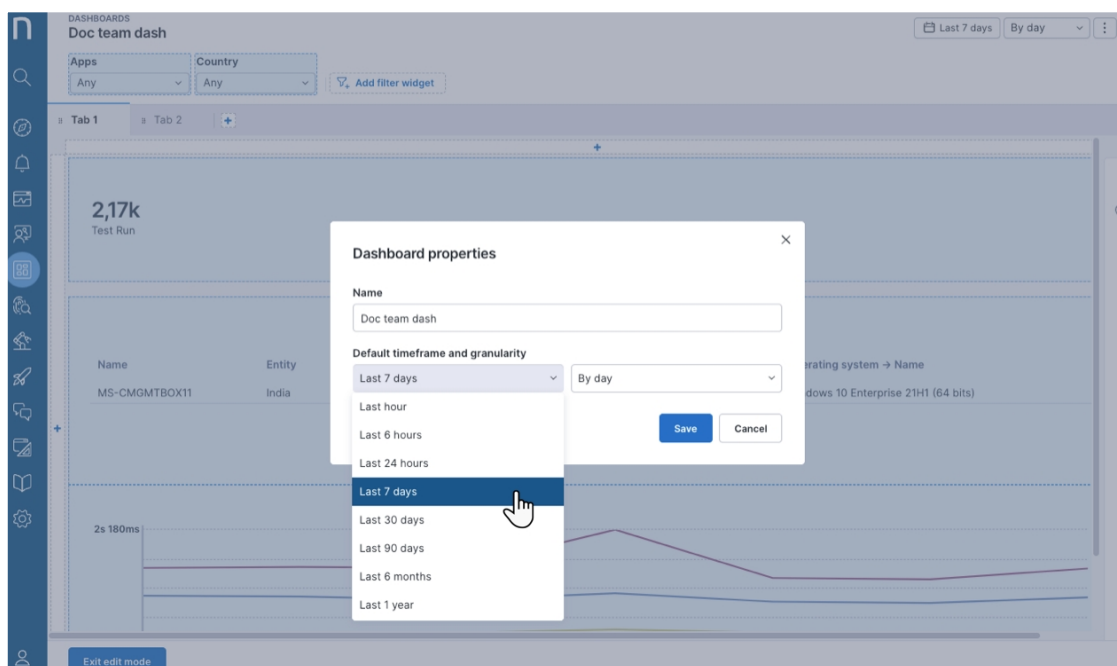 DASHBOARDS
Doc team dash
Last 7 days
By day
Apps
Country
Any
Any
Add filter widget
Tab 1
Tab 2
2,17k
Test Run
Dashboard properties
Name
Doc team dash
Default timeframe and granularity
Last 7 days
By day
Last hour
Last 6 hours
Last 24 hours
Last 7 days
Last 30 days
Last 90 days
Last 6 months
Last 1 year
Save
Cancel
Name
Entity
erating system → Name
MS-CMGMTBOX11
India
dows 10 Enterprise 21H1 (64 bits)
2s 180ms
Exit edit mode